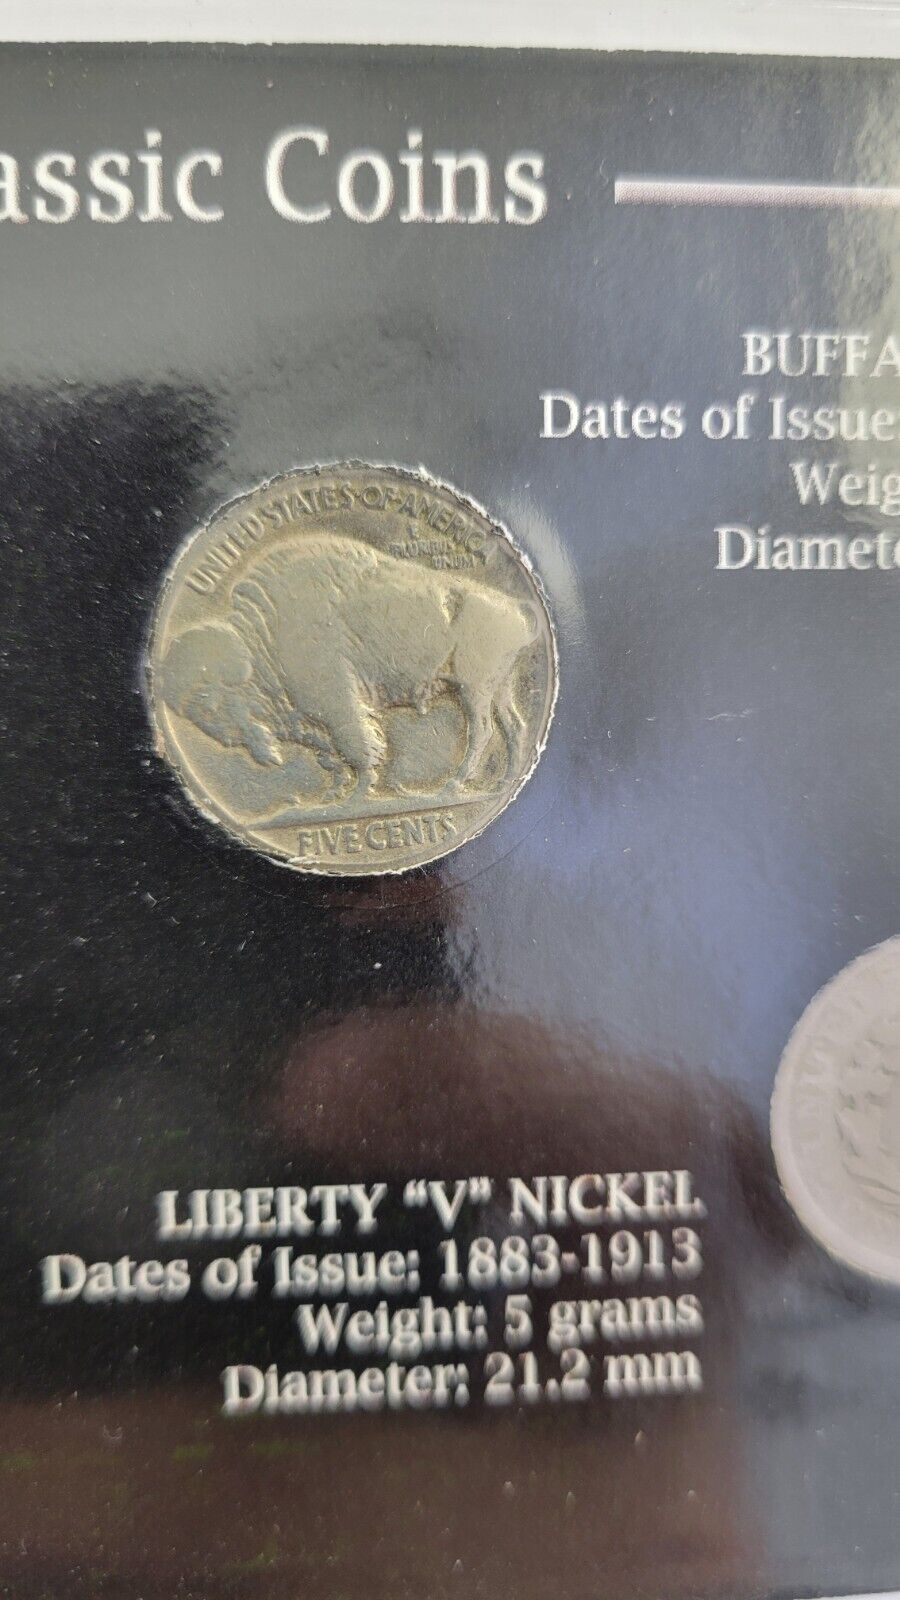 assic Coins
BUFFA
Dates of Issue:
Weig
Diamete
UNITED STATES OF AMERICA
E
PLURIBUS
UNUM
FIVE CENTS
LIBERTY "V" NICKEL
Dates of Issue: 1883-1913
Weight: 5 grams
Diameter: 21.2 mm